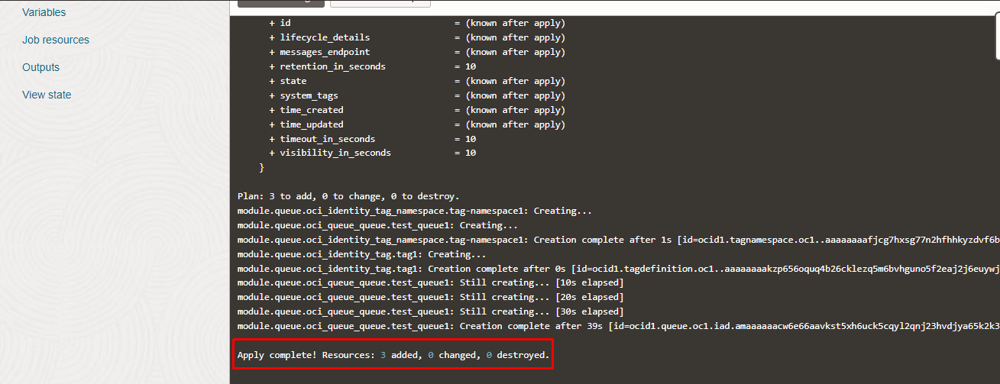 Variables
Job resources
Outputs
View state
+ id = (known after apply)
+ lifecycle_details = (known after apply)
+ messages_endpoint = (known after apply)
+ retention_in_seconds = 10
+ state = (known after apply)
+ system_tags = (known after apply)
+ time_created = (known after apply)
+ time_updated = (known after apply)
+ timeout_in_seconds = 10
+ visibility_in_seconds = 10
}
Plan: 3 to add, 0 to change, 0 to destroy.
module.queue.oci_identity_tag_namespace.tag-namespace1: Creating...
module.queue.oci_queue_queue.test_queue1: Creating...
module.queue.oci_identity_tag_namespace.tag-namespace1: Creation complete after 1s [id=ocid1.tagnamespace.oc1..aaaaaaaafjcg7hxsg77n2hfhhkyzdvf6b
module.queue.oci_identity_tag.tag1: Creating...
module.queue.oci_identity_tag.tag1: Creation complete after 0s [id=ocid1.tagdefinition.oc1..aaaaaaaakzp656oquq4b26cklezq5m6bvhguno5f2eaj2j6euywj
module.queue.oci_queue_queue.test_queue1: Still creating... [10s elapsed]
module.queue.oci_queue_queue.test_queue1: Still creating... [20s elapsed]
module.queue.oci_queue_queue.test_queue1: Still creating... [30s elapsed]
module.queue.oci_queue_queue.test_queue1: Creation complete after 39s [id=ocid1.queue.oc1.iad.amaaaaaacw6e66aavkst5xh6uck5cqyl2qnj23hvdjya65k2k3
Apply complete! Resources: 3 added, 0 changed, 0 destroyed.